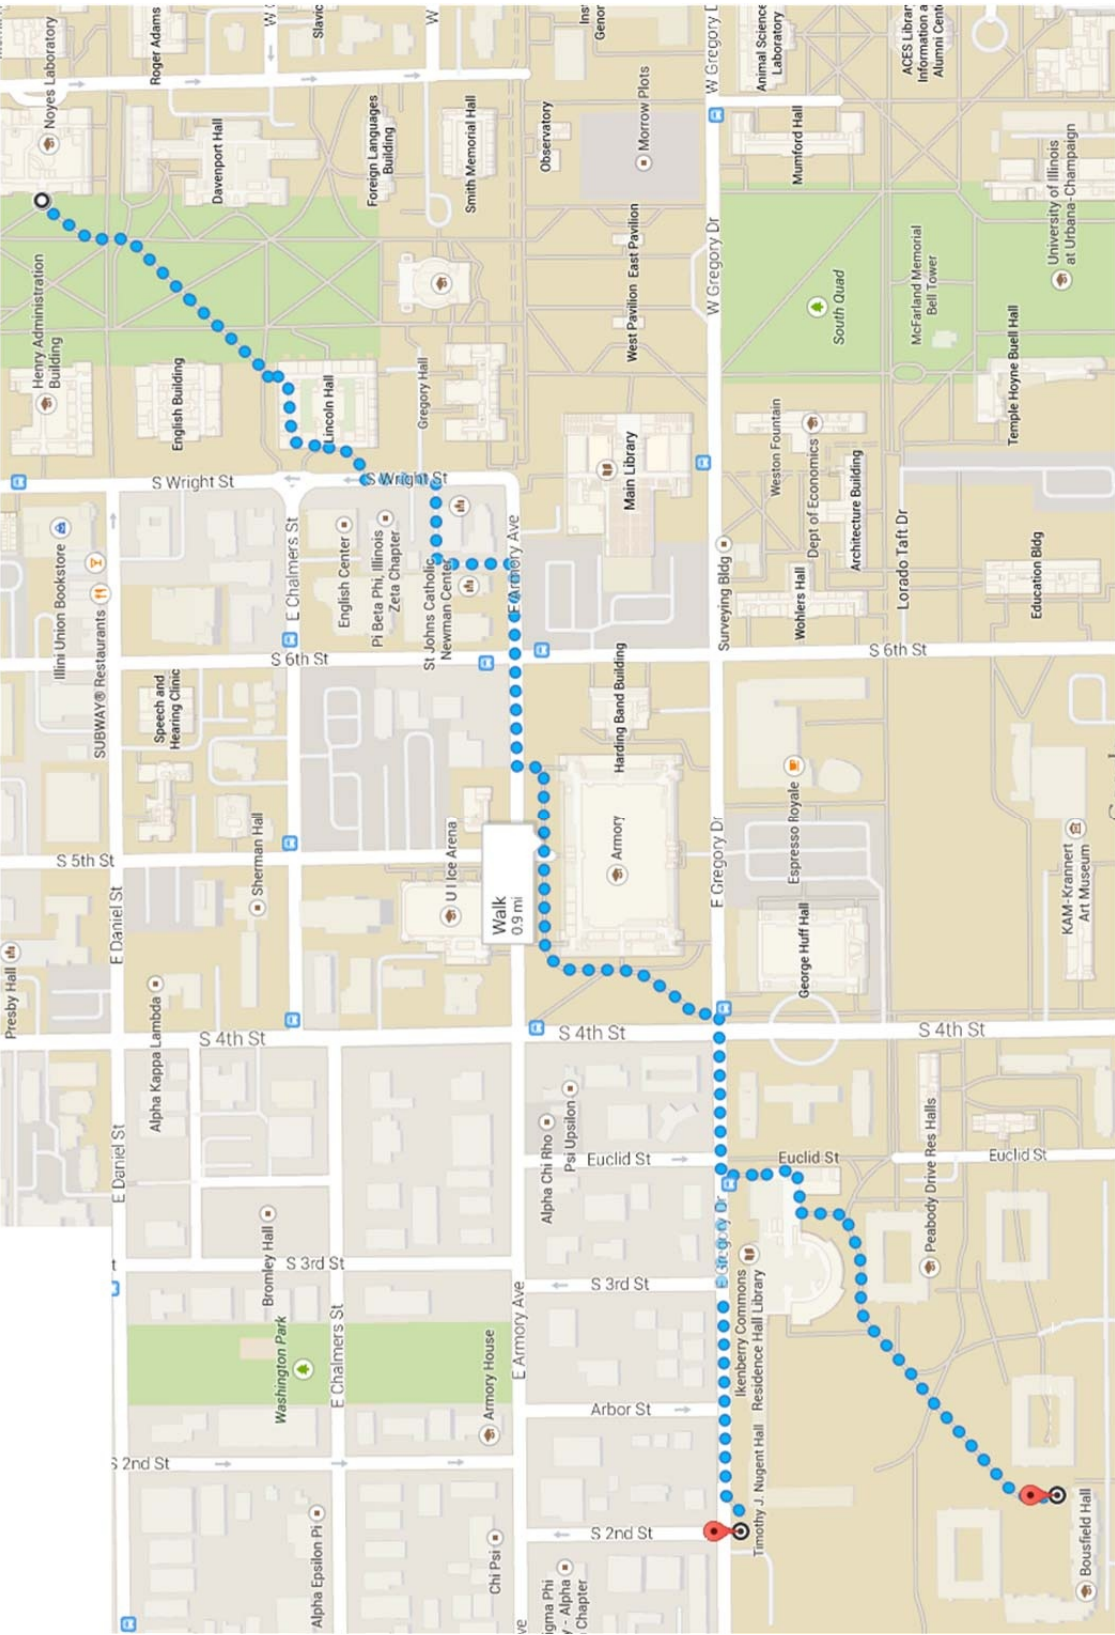 Noyes Laboratory
Roger Adams
Slavic
Animal Science
Laboratory
ACES Library
Information a
Alumni Cent
W Gregory D
Davenport Hall
Foreign Languages
Building
Smith Memorial Hall
Observatory
Morrow Plots
Mumford Hall
University of Illinois
at Urbana-Champaign
Henry Administration
Building
English Building
Lincoln Hall
Gregory Hall
West Pavilion
East Pavilion
W Gregory Dr
South Quad
McFarland Memorial
Bell Tower
Temple Hoyne Buell Hall
S Wright St
S Wright St
Main Library
Weston Fountain
Dept of Economics
Architecture Building
Illini Union Bookstore
SUBWAY® Restaurants
E Chalmers St
English Center
Pi Beta Phi, Illinois
Zeta Chapter
St Johns Catholic
Newman Center
E Armory Ave
Surveying Bldg
Wohlers Hall
Lorado Taft Dr
Education Bldg
S 6th St
S 6th St
Speech and
Hearing Clinic
Harding Band Building
Sherman Hall
U I Ice Arena
Armory
E Gregory Dr
Espresso Royale
KAM-Krannert
Art Museum
S 5th St
Walk
0.9 mi
E Daniel St
George Huff Hall
Presby Hall
Alpha Kappa Lambda
S 4th St
S 4th St
S 4th St
E Daniel St
Alpha Chi Rho
Psi Upsilon
Euclid St
Euclid St
Euclid St
Peabody Drive Res Halls
Bromley Hall
S 3rd St
S 3rd St
E Gregory Dr
Ikenberry Commons
Residence Hall Library
Washington Park
E Chalmers St
E Armory Ave
Armory House
Arbor St
S 2nd St
S 2nd St
Timothy J. Nugent Hall
Bousfield Hall
Alpha Epsilon Pi
Chi Psi
igma Phi
y - Alpha
Chapter